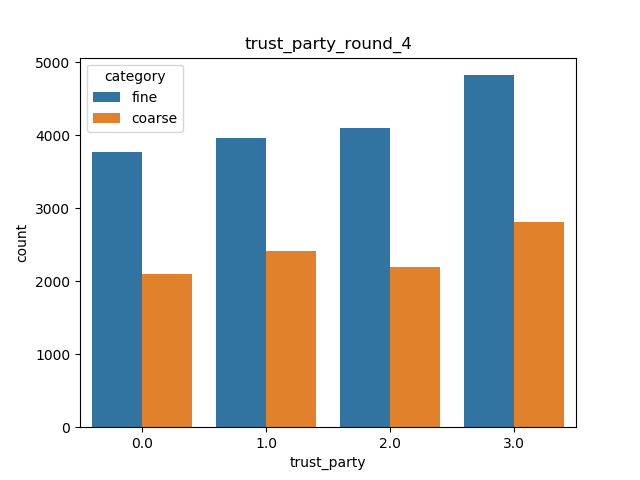 trust_party_round_4
category
fine
coarse
count
5000
4000
3000
2000
1000
0
0.0 1.0 2.0 3.0
trust_party